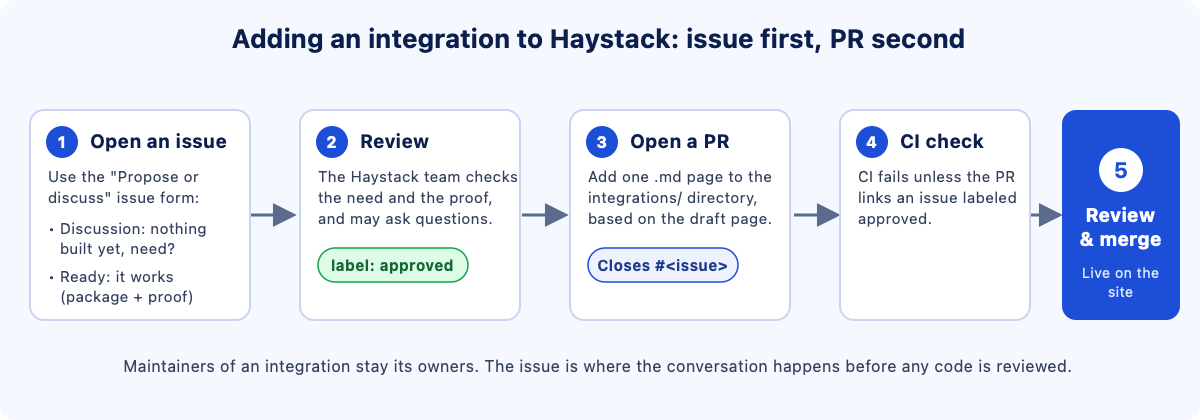 Adding an integration to Haystack: issue first, PR second
1 Open an issue
Use the "Propose or
discuss" issue form:
• Discussion: nothing
built yet, need?
• Ready: it works
(package + proof)
2 Review
The Haystack team checks
the need and the proof,
and may ask questions.
label: approved
3 Open a PR
Add one .md page to the
integrations/ directory,
based on the draft page.
Closes #<issue>
4 CI check
CI fails unless the PR
links an issue labeled
approved.
5
Review
& merge
Live on the
site
Maintainers of an integration stay its owners. The issue is where the conversation happens before any code is reviewed.